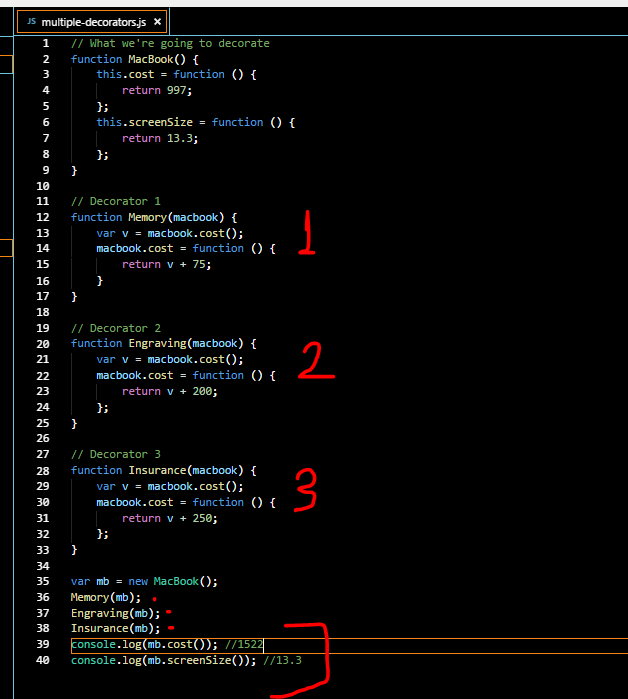 JS multiple-decorators.js ×
1 // What we're going to decorate
2 function MacBook() {
3     this.cost = function () {
4         return 997;
5     };
6     this.screenSize = function () {
7         return 13.3;
8     };
9 }
10
11 // Decorator 1
12 function Memory(macbook) {
13     var v = macbook.cost();
14     macbook.cost = function () {
15         return v + 75;
16     }
17 }
1
18
19 // Decorator 2
20 function Engraving(macbook) {
21     var v = macbook.cost();
22     macbook.cost = function () {
23         return v + 200;
24     };
25 }
2
26
27 // Decorator 3
28 function Insurance(macbook) {
29     var v = macbook.cost();
30     macbook.cost = function () {
31         return v + 250;
32     };
33 }
3
34
35 var mb = new MacBook();
36 Memory(mb);
37 Engraving(mb);
38 Insurance(mb);
39 console.log(mb.cost()); //1522
40 console.log(mb.screenSize()); //13.3